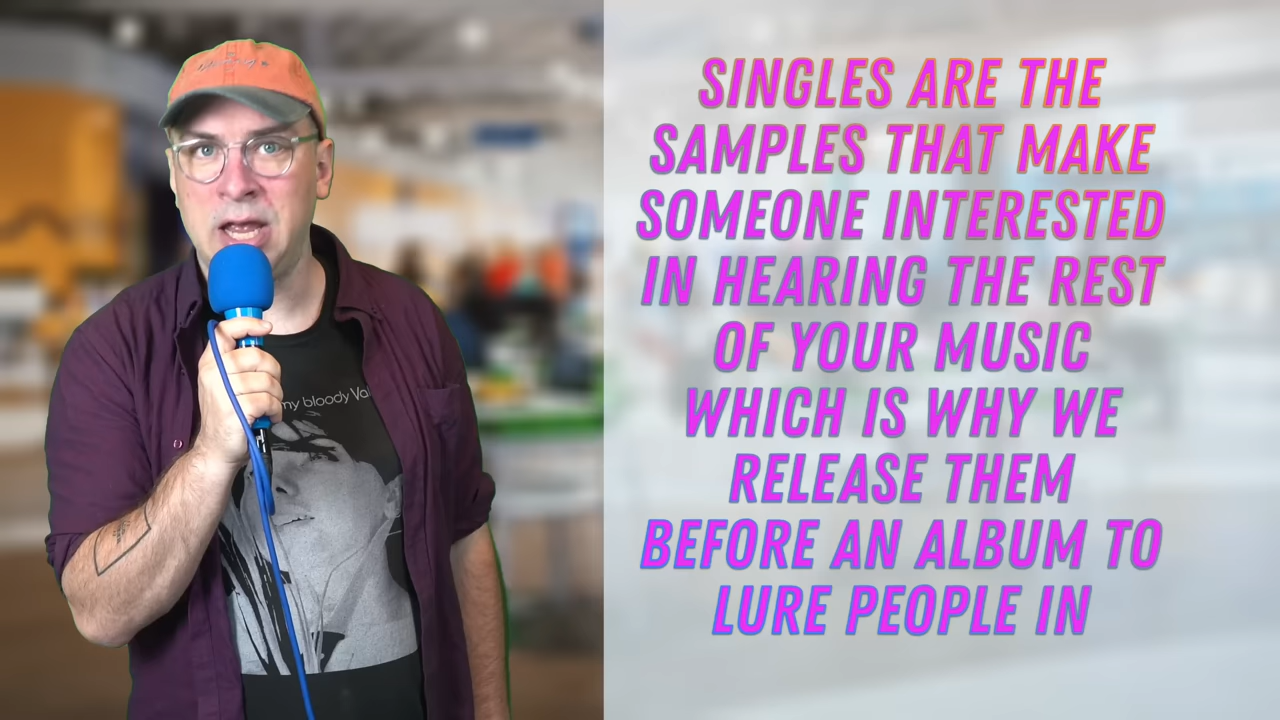 SINGLES ARE THE
SAMPLES THAT MAKE
SOMEONE INTERESTED
IN HEARING THE REST
OF YOUR MUSIC
WHICH IS WHY WE
RELEASE THEM
BEFORE AN ALBUM TO
LURE PEOPLE IN
my bloody Va